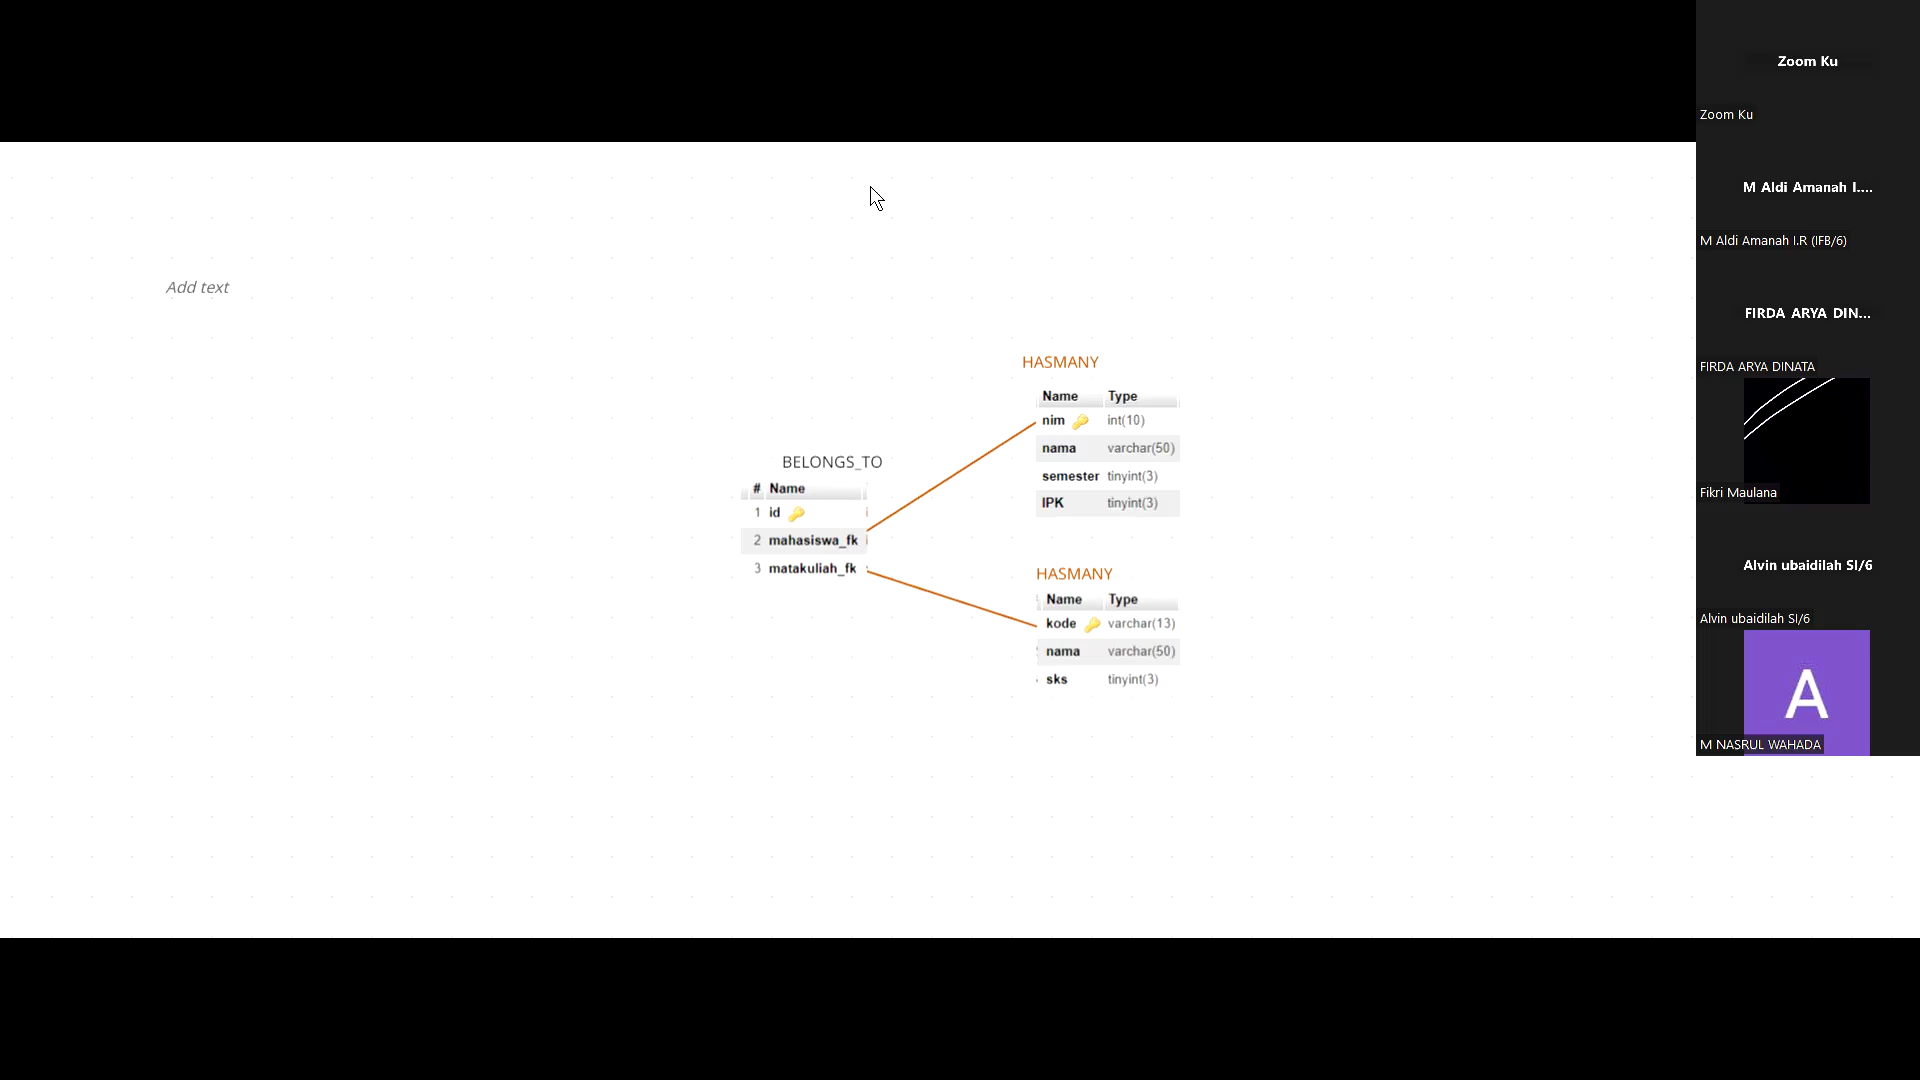 Add text
BELONGS_TO
# Name
1 id
2 mahasiswa_fk
3 matakuliah_fk
HASMANY
Name Type
nim int(10)
nama varchar(50)
semester tinyint(3)
IPK tinyint(3)
HASMANY
Name Type
kode varchar(13)
nama varchar(50)
sks tinyint(3)
Zoom Ku
Zoom Ku
M Aldi Amanah I....
M Aldi Amanah I.R (IFB/6)
FIRDA ARYA DIN...
FIRDA ARYA DINATA
Fikri Maulana
Alvin ubaidilah SI/6
Alvin ubaidilah SI/6
A
M NASRUL WAHADA